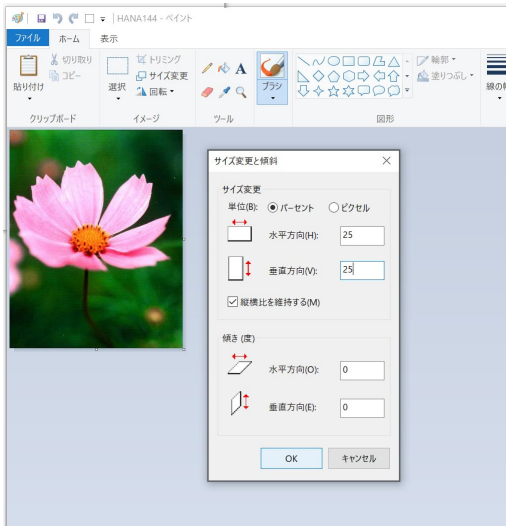 HANA144 - ペイント
ファイル ホーム 表示
貼り付け
切り取り
コピー
クリップボード
選択
トリミング
サイズ変更
回転
イメージ
A
ツール
ブラシ
輪郭
塗りつぶし
図形
線の幅
サイズ変更と傾斜
サイズ変更
単位(B): パーセント ピクセル
水平方向(H): 25
垂直方向(V): 25
縦横比を維持する(M)
傾き (度)
水平方向(O): 0
垂直方向(E): 0
OK キャンセル